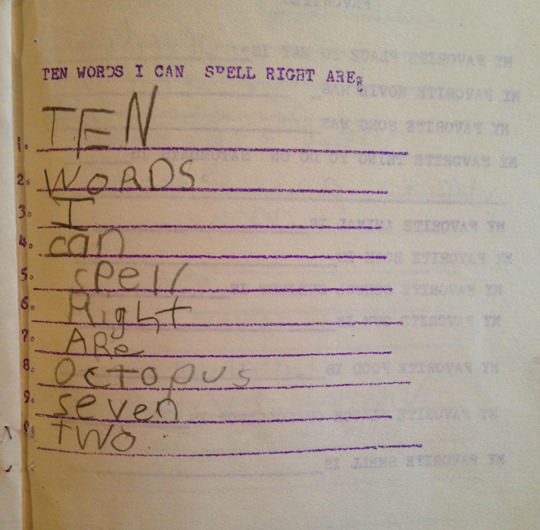 TEN WORDS I CAN SPELL RIGHT ARE:
1. TEN
2. WORDS
3. I
4. can
5. spell
6. Right
7. ARe
8. Octopus
9. seven
two